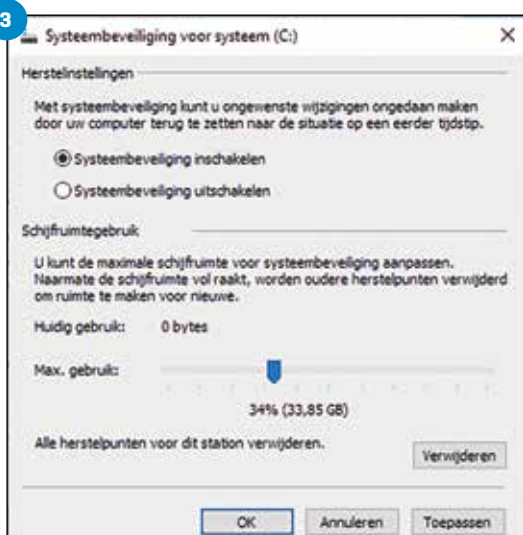 3
Systeembeveiliging voor systeem (C:)
Herstelinstellingen
Met systeembeveiliging kunt u ongewenste wijzigingen ongedaan maken
door uw computer terug te zetten naar de situatie op een eerder tijdstip.
Systeembeveiliging inschakelen
Systeembeveiliging uitschakelen
Schijfruimtegebruik
U kunt de maximale schijfruimte voor systeembeveiliging aanpassen.
Naarmate de schijfruimte vol raakt, worden oudere herstelpunten verwijderd
om ruimte te maken voor nieuwe.
Huidig gebruik: 0 bytes
Max. gebruik:
34% (33,85 GB)
Alle herstelpunten voor dit station verwijderen.
Verwijderen
OK Annuleren Toepassen